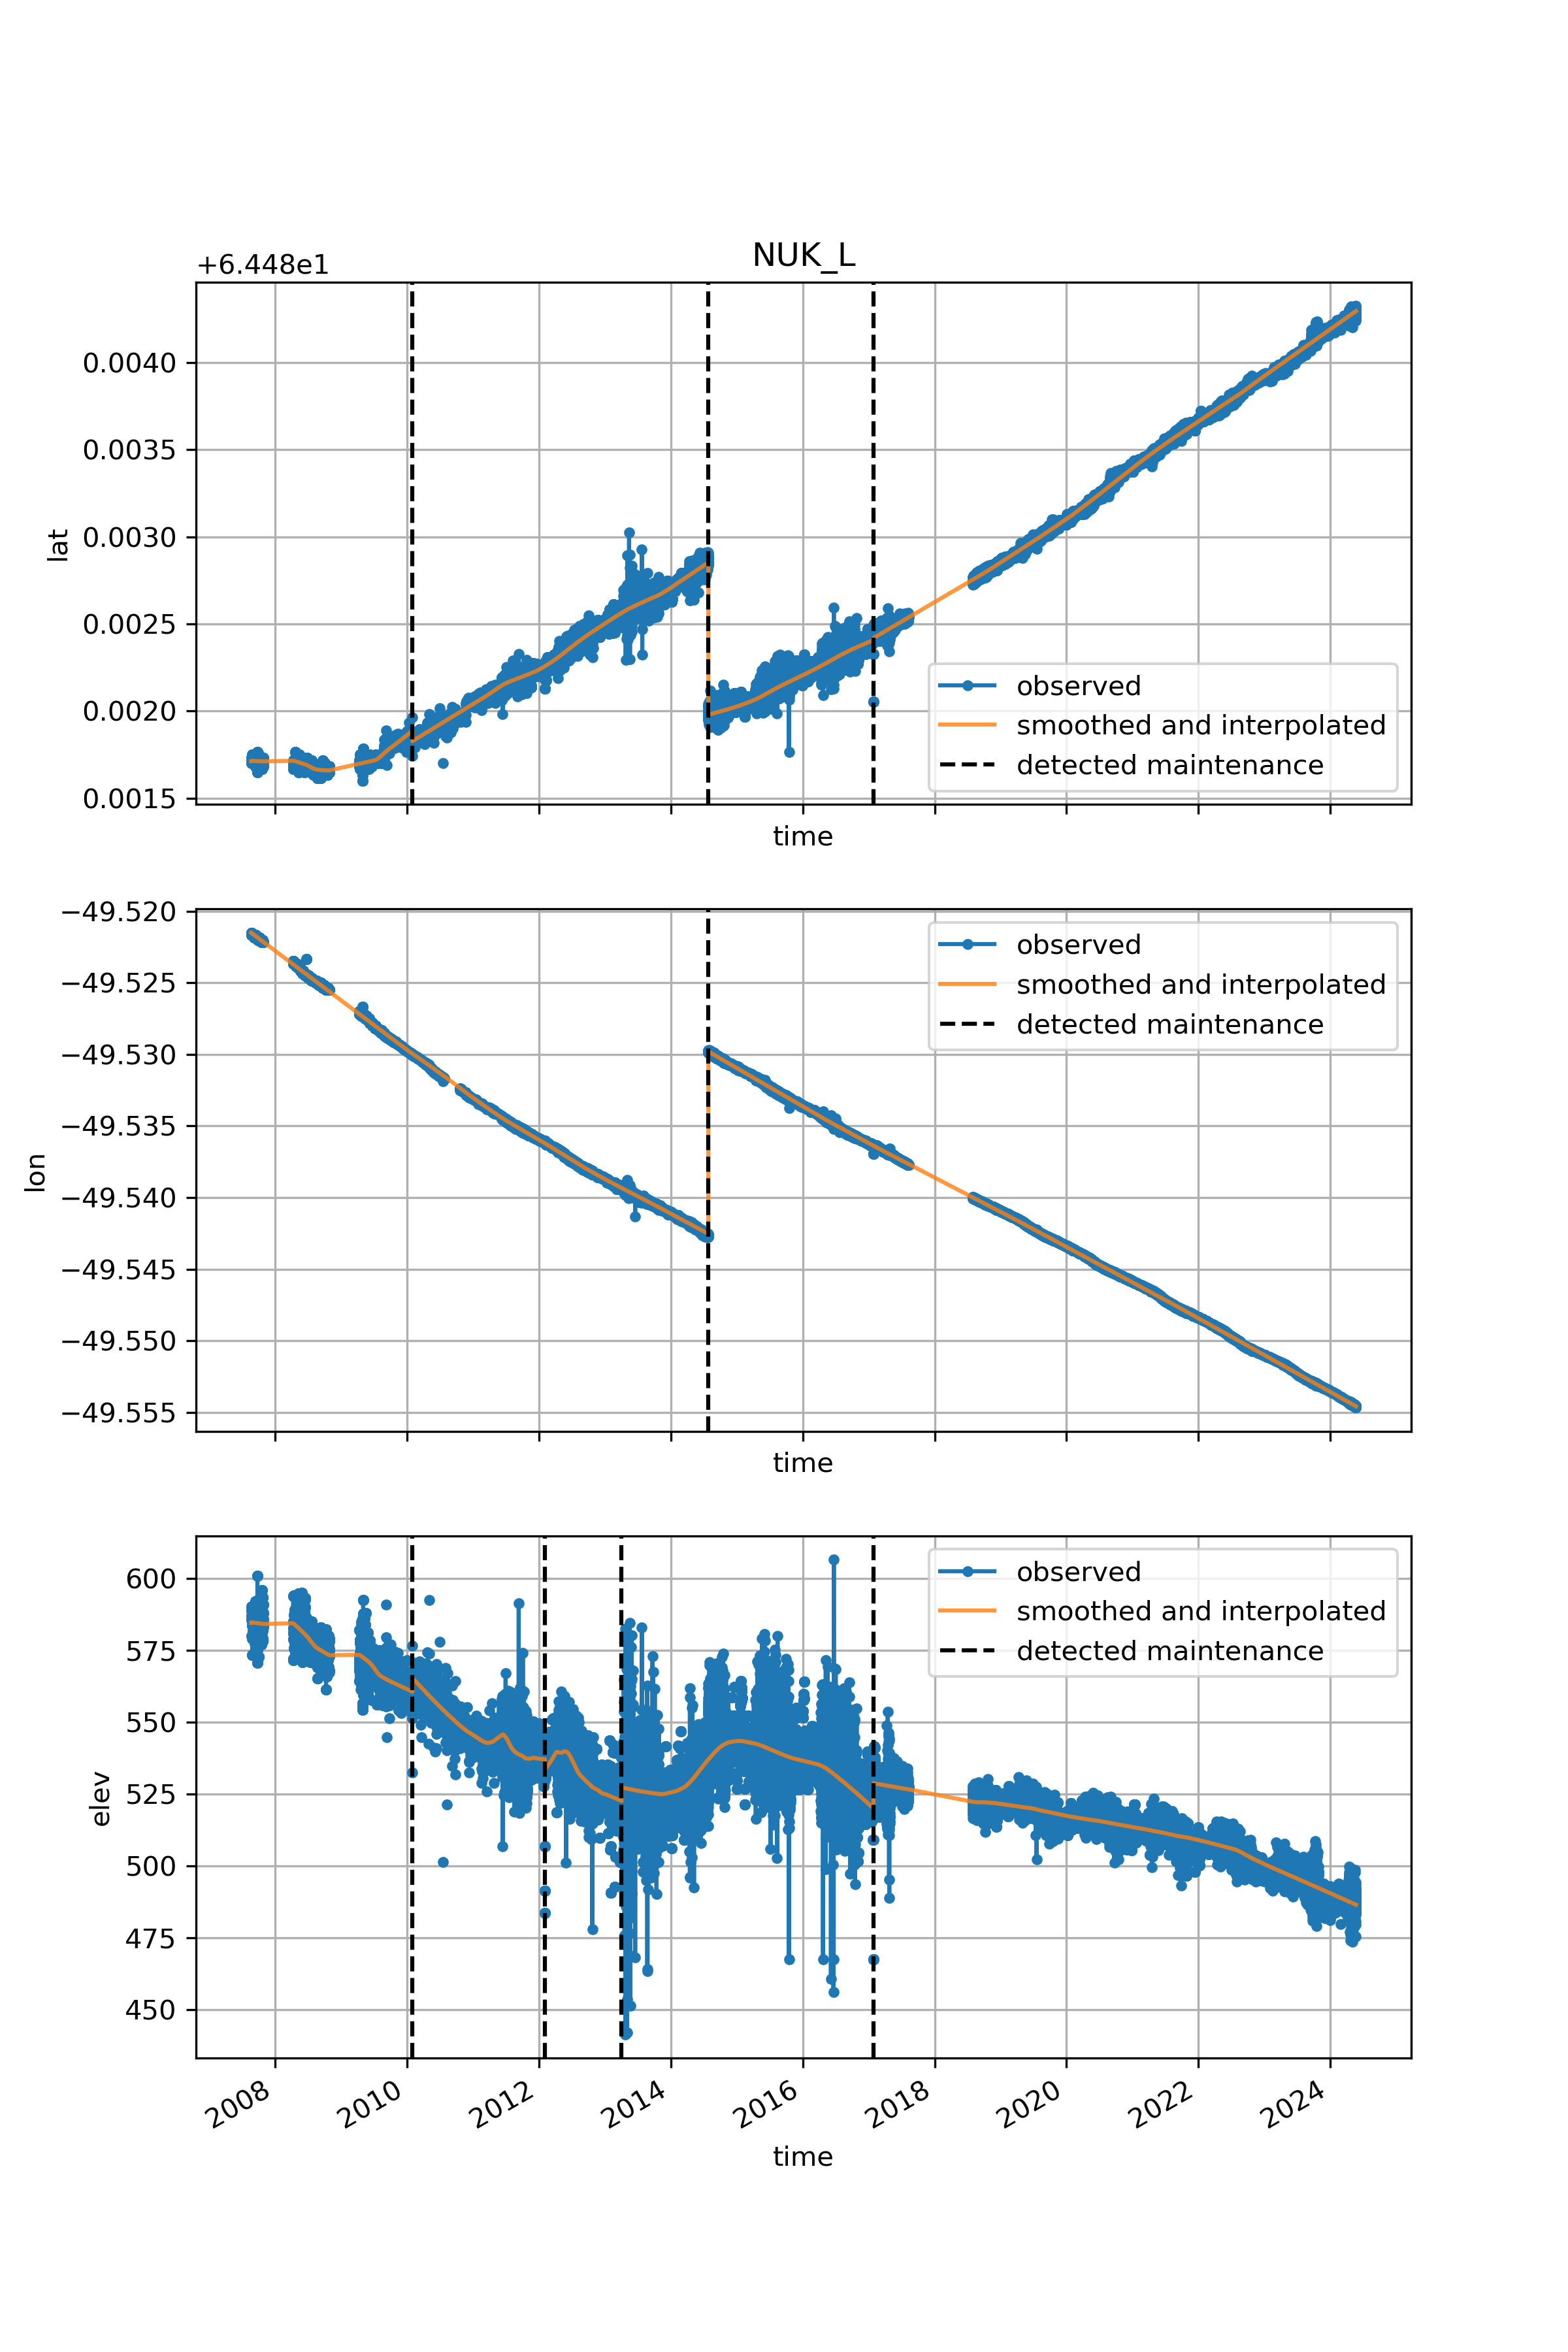 NUK_L
+6.448e1
0.0040
0.0035
0.0030
0.0025
0.0020
0.0015
lat
observed
smoothed and interpolated
detected maintenance
time
−49.520
−49.525
−49.530
−49.535
−49.540
−49.545
−49.550
−49.555
lon
observed
smoothed and interpolated
detected maintenance
time
600
575
550
525
500
475
450
elev
observed
smoothed and interpolated
detected maintenance
2008 2010 2012 2014 2016 2018 2020 2022 2024
time